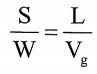 S/W = L/V_g